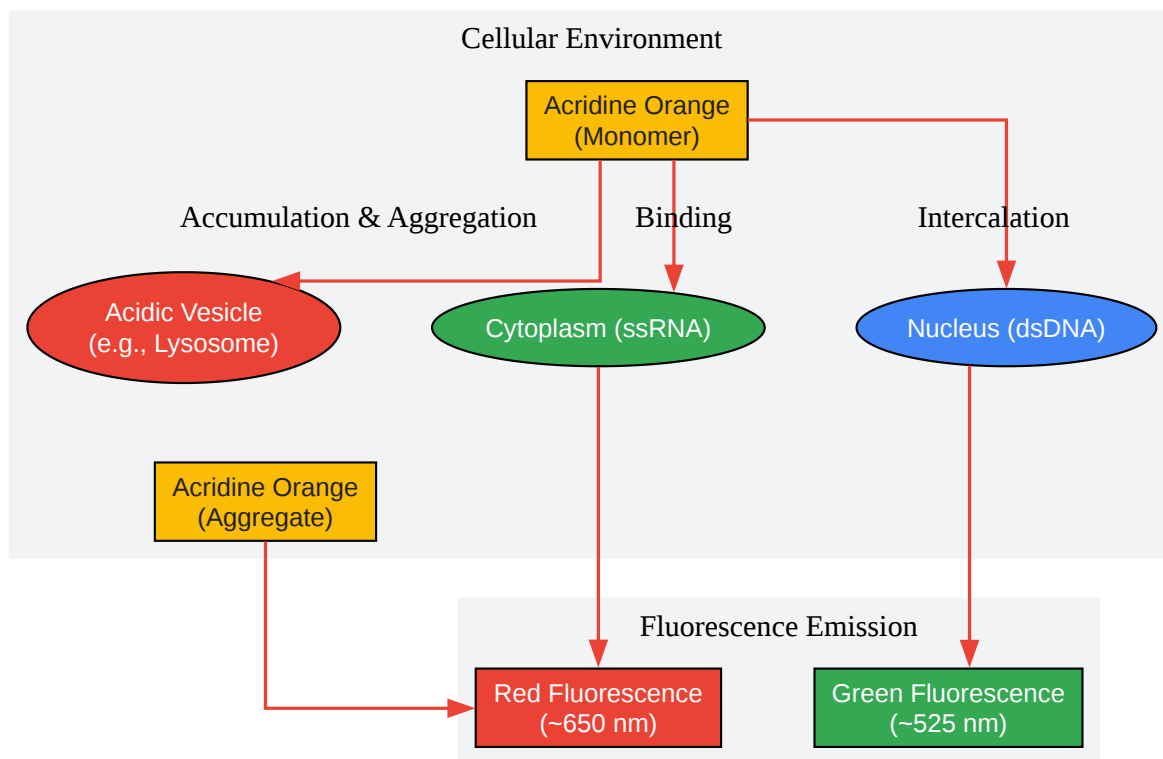 Cellular Environment
Acridine Orange
(Monomer)
Accumulation & Aggregation
Binding
Intercalation
Acidic Vesicle
(e.g., Lysosome)
Cytoplasm (ssRNA)
Nucleus (dsDNA)
Acridine Orange
(Aggregate)
Fluorescence Emission
Red Fluorescence
(~650 nm)
Green Fluorescence
(~525 nm)